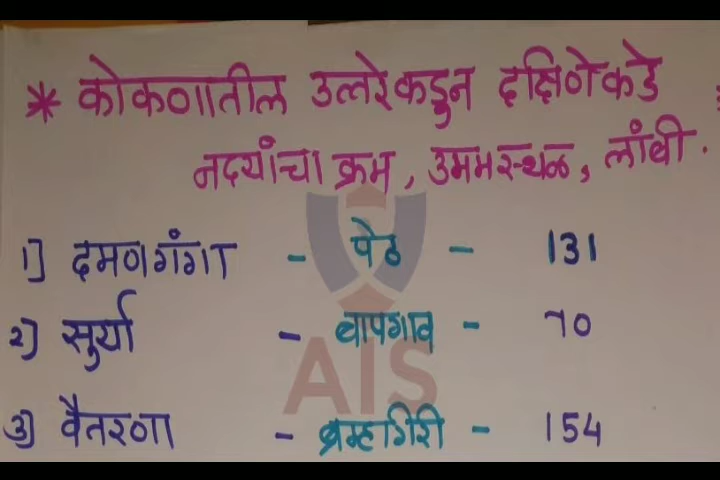 * कोकणातील उत्तरेकडून दक्षिणेकडे
नद्यांचा क्रम, उगमस्थळ, लांबी.
1] दमणगंगा - पेठ - 131
2] सुर्या - बापगाव - 70
3] वैतरणा - ब्रम्हगिरी - 154
AIS